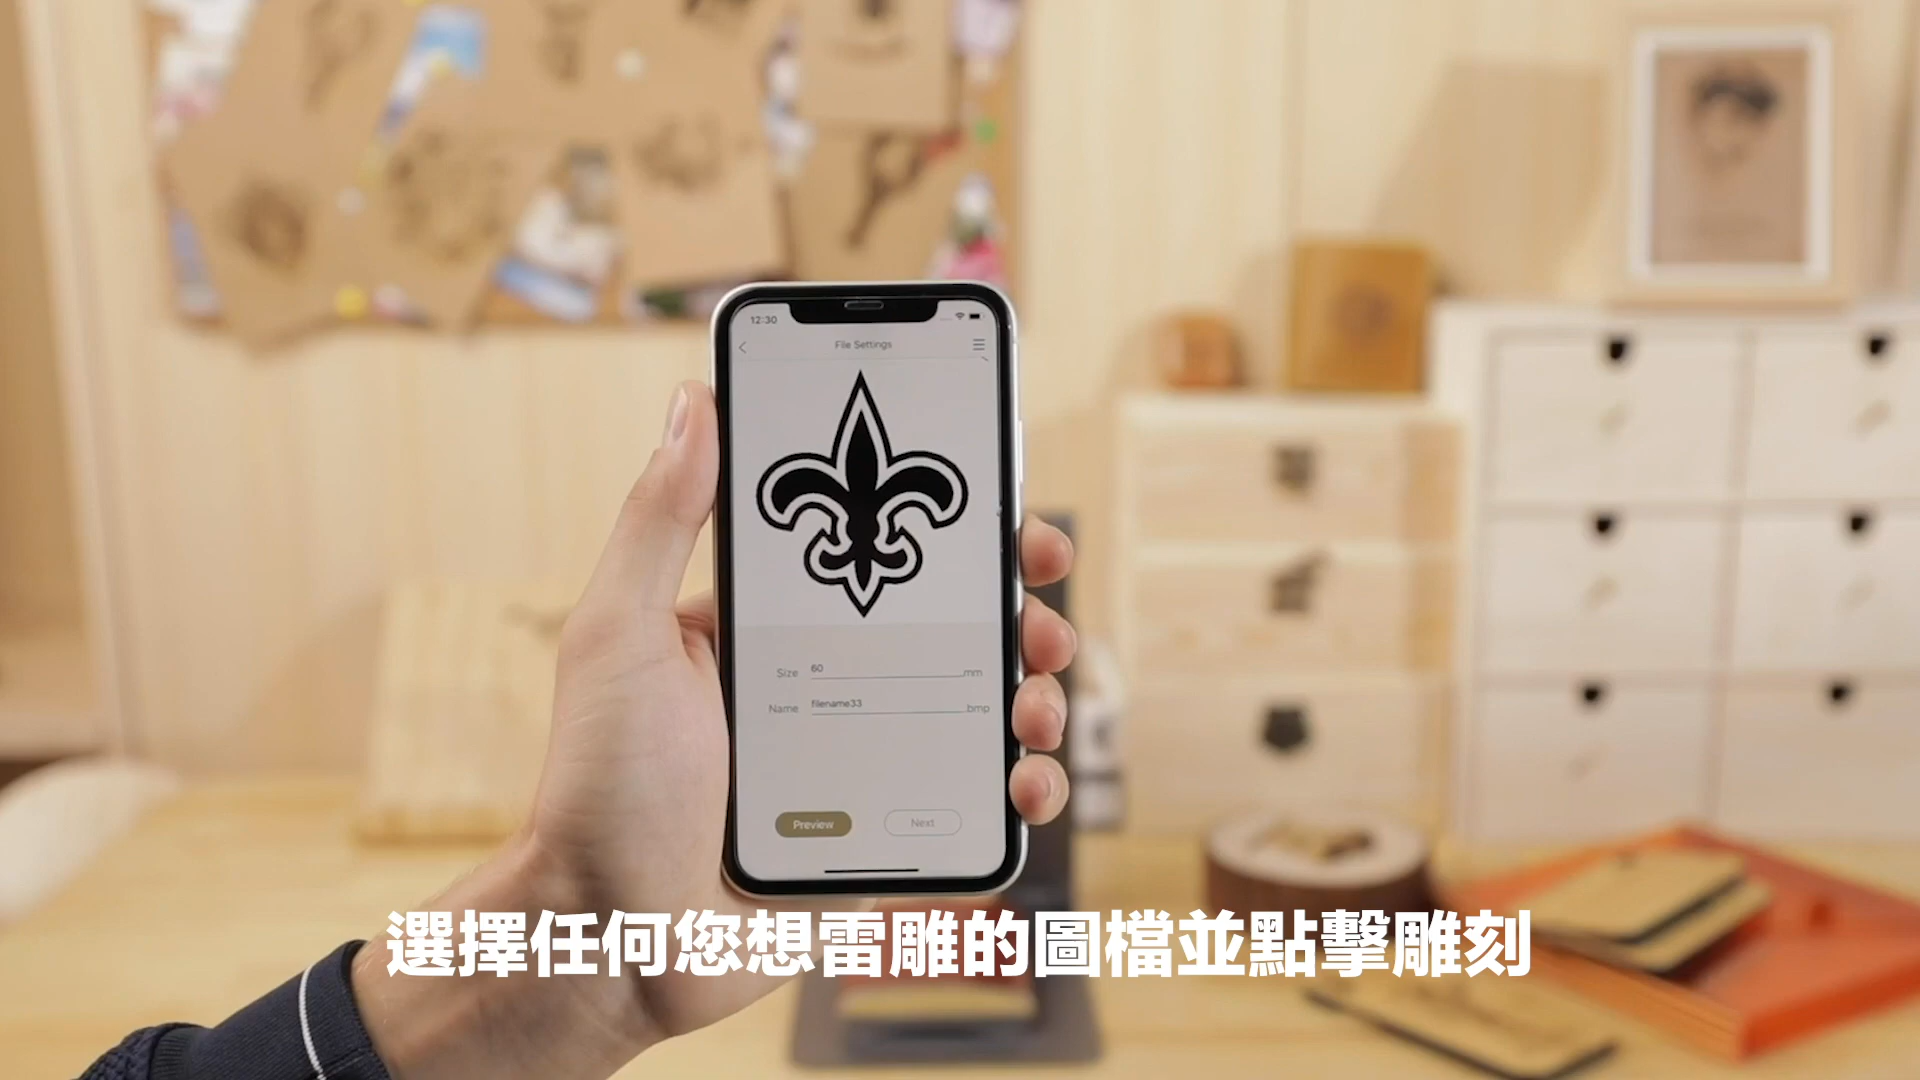 12:30
File Settings
Size 60 mm
Name filename33 .bmp
Preview Next
選擇任何您想雷雕的圖檔並點擊雕刻